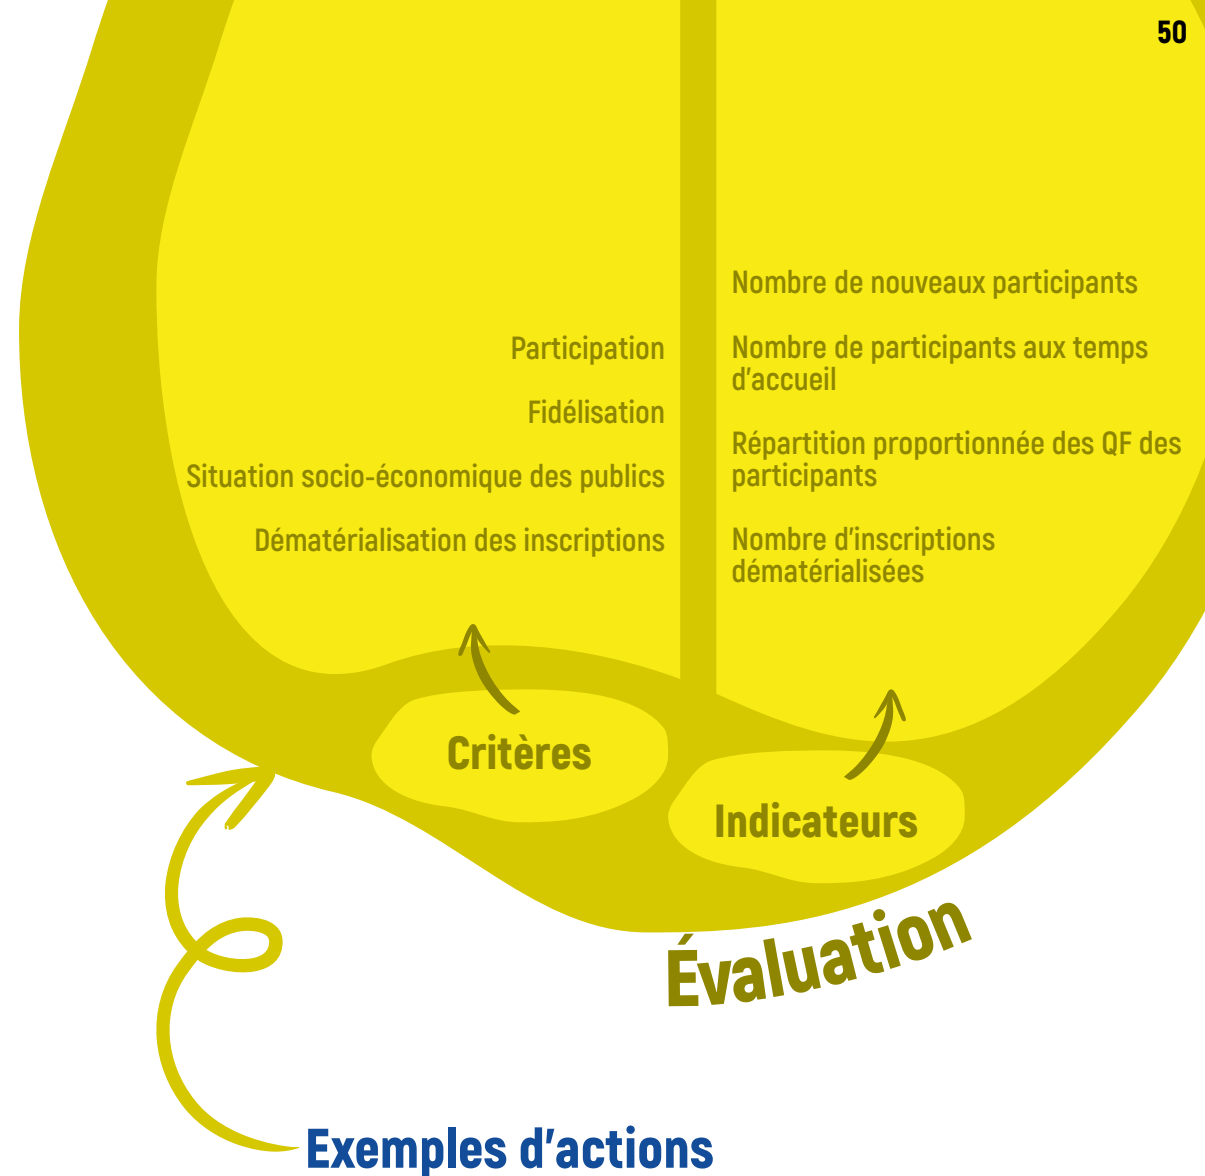 50
Participation
Fidélisation
Situation socio-économique des publics
Dématérialisation des inscriptions
Nombre de nouveaux participants
Nombre de participants aux temps
d'accueil
Répartition proportionnée des QF des
participants
Nombre d'inscriptions
dématérialisées
Critères
Indicateurs
Évaluation
Exemples d'actions